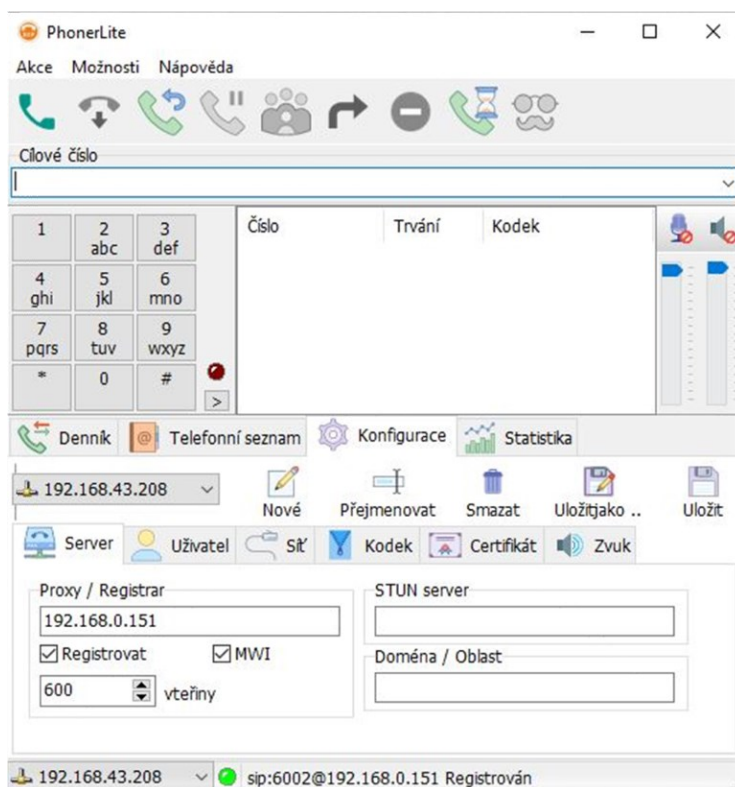 PhonerLite
Akce Možnosti Nápověda
Cílové číslo
1 2 3
abc def
4 5 6
ghi jkl mno
7 8 9
pqrs tuv wxyz
* 0 #
>
Číslo Trvání Kodek
Denník Telefonní seznam Konfigurace Statistika
192.168.43.208 Nové Přejmenovat Smazat Uložitjako .. Uložit
Server Uživatel Síť Kodek Certifikát Zvuk
Proxy / Registrar STUN server
192.168.0.151
Registrovat MWI Doména / Oblast
600 vteřiny
192.168.43.208 sip:6002@192.168.0.151 Registrován